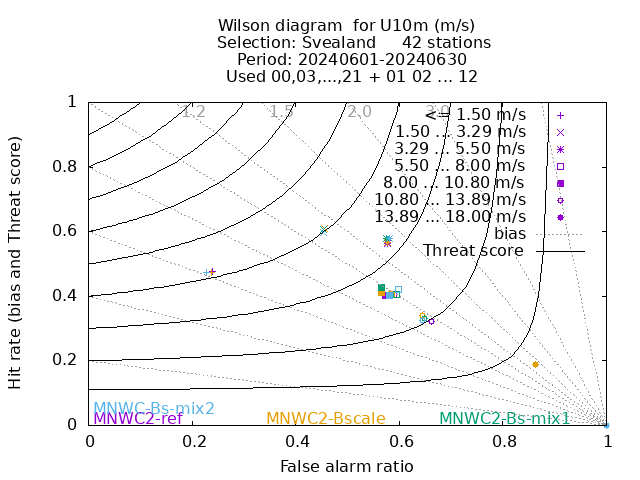 Wilson diagram  for U10m (m/s)
Selection: Svealand     42 stations
Period: 20240601-20240630
Used 00,03,...,21 + 01 02 ... 12
1.2 1.5 2.0 3.0
<= 1.50 m/s
1.50 ... 3.29 m/s
3.29 ... 5.50 m/s
5.50 ... 8.00 m/s
8.00 ... 10.80 m/s
10.80 ... 13.89 m/s
13.89 ... 18.00 m/s
bias
Threat score
Hit rate (bias and Threat score)
1
0.8
0.6
0.4
0.2
0
MNWC-Bs-mix2
MNWC2-ref MNWC2-Bscale MNWC2-Bs-mix1
0 0.2 0.4 0.6 0.8 1
False alarm ratio